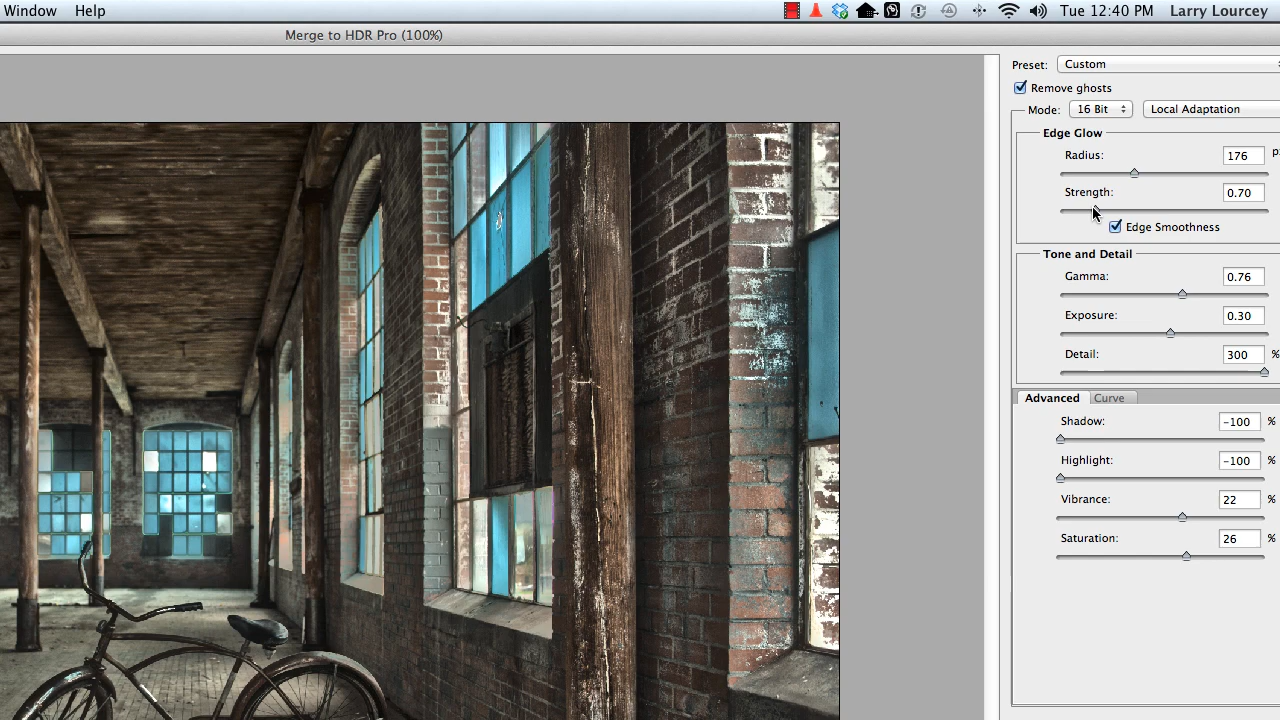 Window Help Tue 12:40 PM Larry Lourcey
Merge to HDR Pro (100%)
Preset: Custom
Remove ghosts
Mode: 16 Bit Local Adaptation
Edge Glow
Radius: 176
Strength: 0.70
Edge Smoothness
Tone and Detail
Gamma: 0.76
Exposure: 0.30
Detail: 300 %
Advanced Curve
Shadow: -100 %
Highlight: -100 %
Vibrance: 22 %
Saturation: 26 %